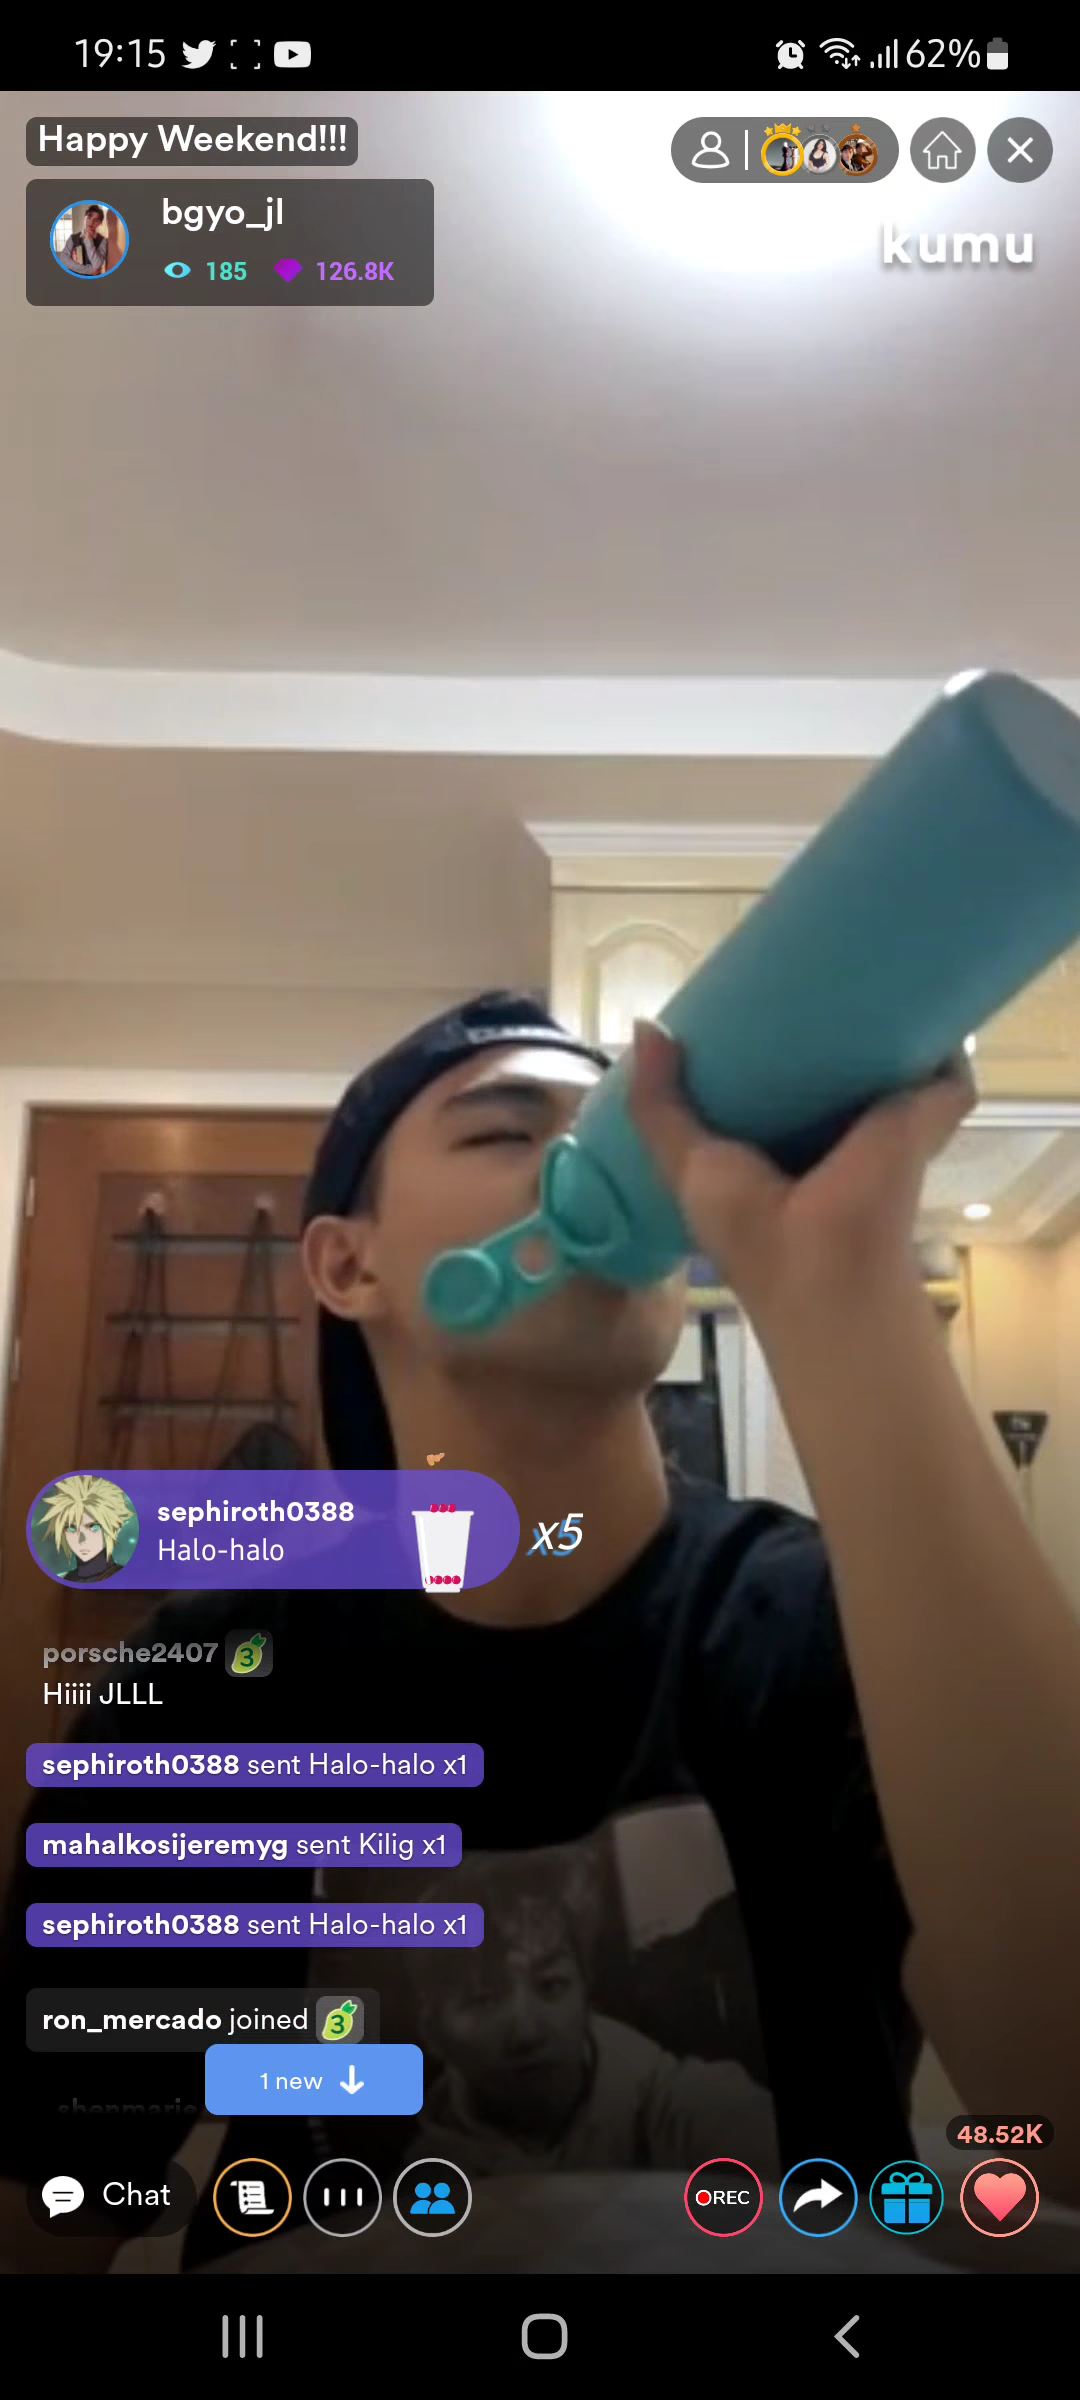 19:15
62%
Happy Weekend!!!
bgyo_jl
185 126.8K
kumu
sephiroth0388
Halo-halo
x5
porsche2407 3
Hiiii JLLL
sephiroth0388 sent Halo-halo x1
mahalkosijeremyg sent Kilig x1
sephiroth0388 sent Halo-halo x1
ron_mercado joined 3
1 new
48.52K
Chat
REC